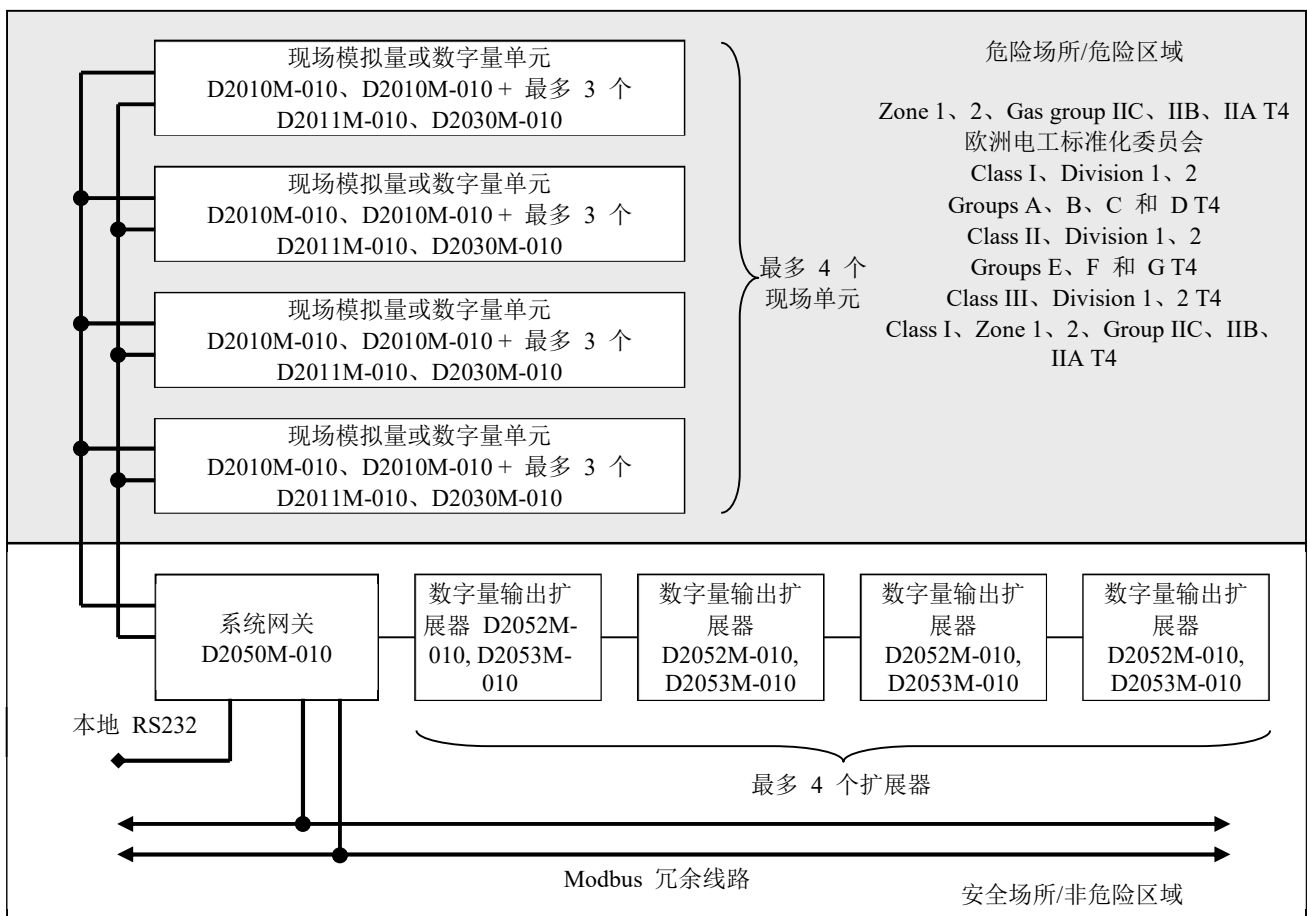 现场模拟量或数字量单元
D2010M-010、D2010M-010 + 最多 3 个
D2011M-010、D2030M-010
现场模拟量或数字量单元
D2010M-010、D2010M-010 + 最多 3 个
D2011M-010、D2030M-010
现场模拟量或数字量单元
D2010M-010、D2010M-010 + 最多 3 个
D2011M-010、D2030M-010
现场模拟量或数字量单元
D2010M-010、D2010M-010 + 最多 3 个
D2011M-010、D2030M-010
最多 4 个
现场单元
危险场所/危险区域
Zone 1、2、Gas group IIC、IIB、IIA T4
欧洲电工标准化委员会
Class I、Division 1、2
Groups A、B、C 和 D T4
Class II、Division 1、2
Groups E、F 和 G T4
Class III、Division 1、2 T4
Class I、Zone 1、2、Group IIC、IIB、
IIA T4
系统网关
D2050M-010
数字量输出扩
展器 D2052M-
010, D2053M-
010
数字量输出扩
展器
D2052M-010,
D2053M-010
数字量输出扩
展器
D2052M-010,
D2053M-010
数字量输出扩
展器
D2052M-010,
D2053M-010
本地 RS232
最多 4 个扩展器
Modbus 冗余线路
安全场所/非危险区域